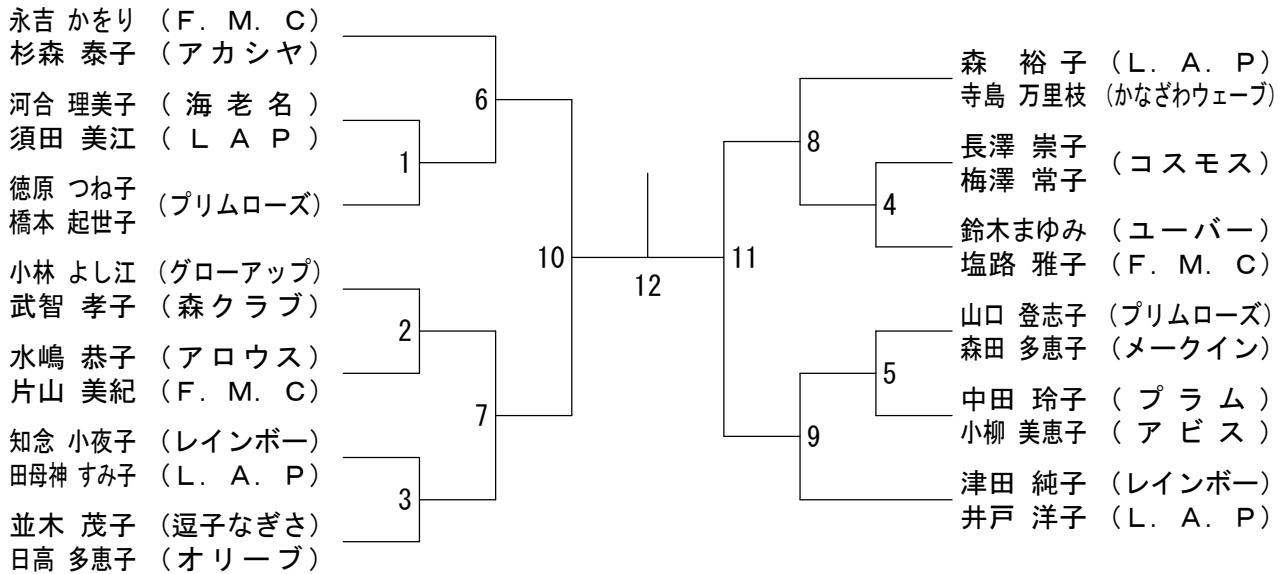 永吉 かをり （F. M. C）
杉森 泰子 （アカシヤ）
河合 理美子 （ 海 老 名 ）
須田 美江 （ L A P ）
徳原 つね子
橋本 起世子
（プリムローズ）
小林 よし江 （グローアップ）
武智 孝子 （森クラブ）
水嶋 恭子 （アロウス）
片山 美紀 （F. M. C）
知念 小夜子 （レインボー）
田母神 すみ子 （L. A. P）
並木 茂子 （逗子なぎさ）
日高 多恵子 （オリーブ）
6
1
2
7
3
10
12
11
8
4
5
9
森 裕子 （L. A. P）
寺島 万里枝 （かなざわウェーブ）
長澤 崇子
梅澤 常子
（コスモス）
鈴木まゆみ （ユーバー）
塩路 雅子 （F. M. C）
山口 登志子 （プリムローズ）
森田 多恵子 （メークイン）
中田 玲子 （ プ ラ ム ）
小柳 美恵子 （ ア ビ ス ）
津田 純子 （レインボー）
井戸 洋子 （L. A. P）